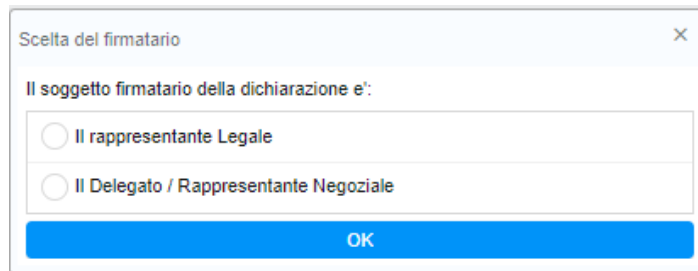 Scelta del firmatario
Il soggetto firmatario della dichiarazione e':
Il rappresentante Legale
Il Delegato / Rappresentante Negoziale
OK